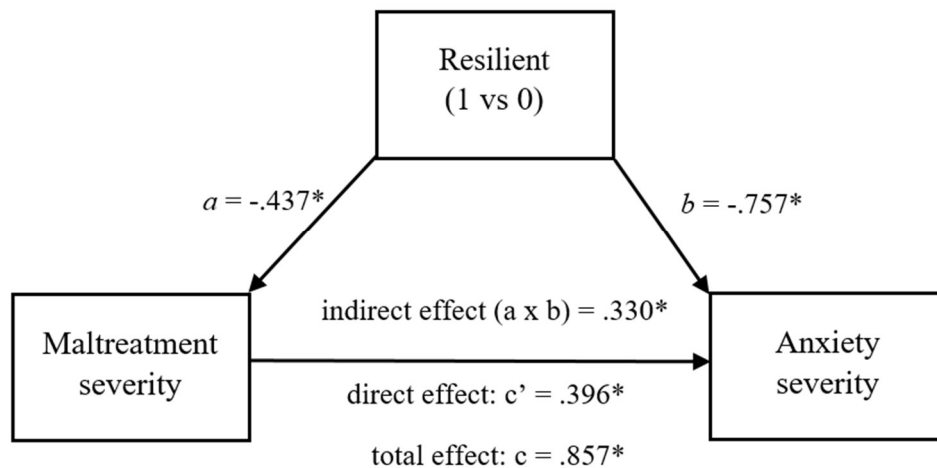 Resilient
(1 vs 0)
a = -.437*
b = -.757*
indirect effect (a x b) = .330*
Maltreatment
severity
Anxiety
severity
direct effect: c’ = .396*
total effect: c = .857*